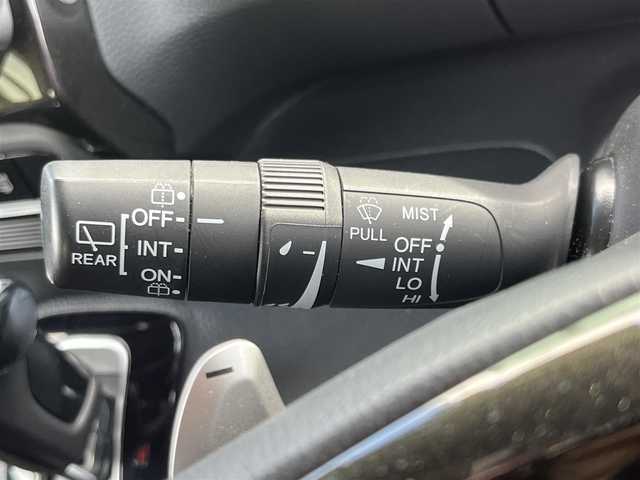 REAR
OFF
INT
ON
PULL
MIST
OFF
INT
LO
HI